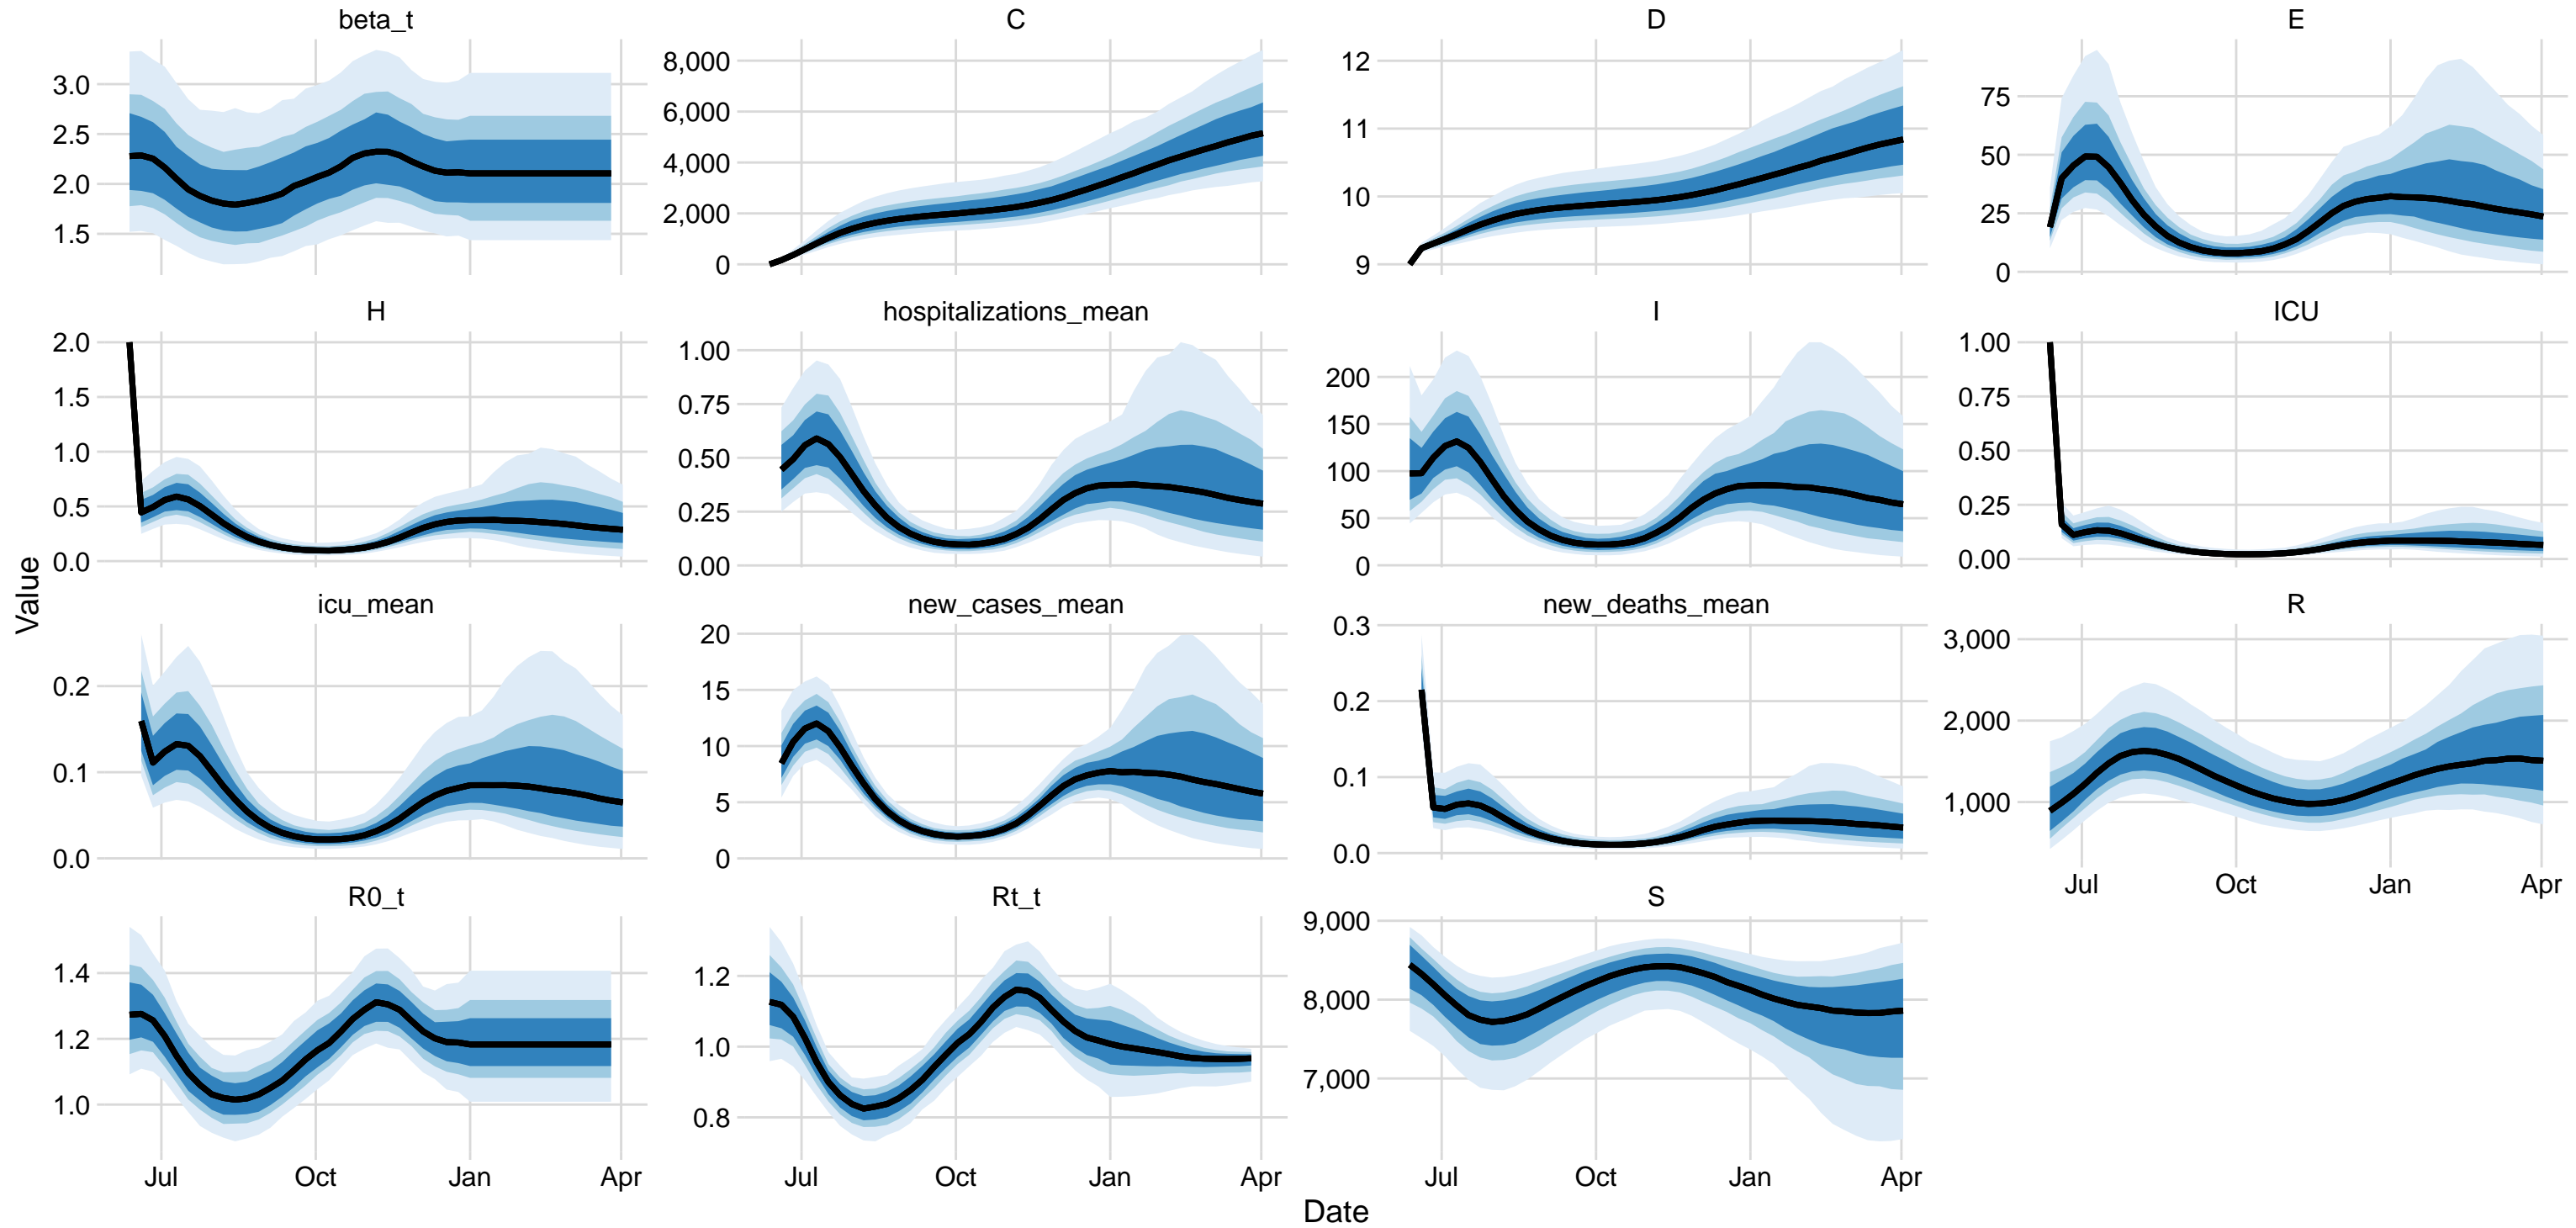 beta_t
3.0
2.5
2.0
1.5
C
8,000
6,000
4,000
2,000
0
D
12
11
10
9
E
75
50
25
0
H
2.0
1.5
1.0
0.5
0.0
hospitalizations_mean
1.00
0.75
0.50
0.25
0.00
I
200
150
100
50
0
ICU
1.00
0.75
0.50
0.25
0.00
Value
icu_mean
0.2
0.1
0.0
new_cases_mean
20
15
10
5
0
new_deaths_mean
0.3
0.2
0.1
0.0
R
3,000
2,000
1,000
Jul Oct Jan Apr
R0_t
1.4
1.2
1.0
Jul Oct Jan Apr
Rt_t
1.2
1.0
0.8
Jul Oct Jan Apr
S
9,000
8,000
7,000
Jul Oct Jan Apr
Date